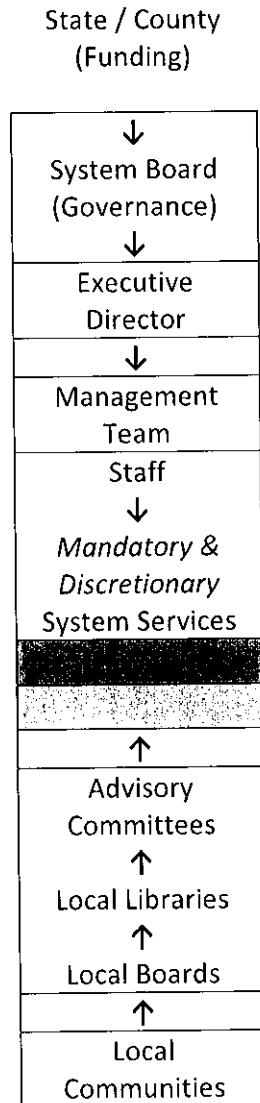 State / County
(Funding)
↓
System Board
(Governance)
↓
Executive
Director
↓
Management
Team
Staff
↓
Mandatory &
Discretionary
System Services
↑
Advisory
Committees
↑
Local Libraries
↑
Local Boards
↑
Local
Communities